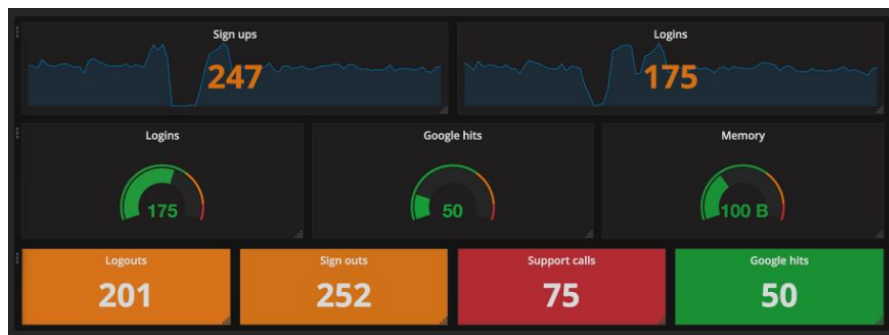 Sign ups
247
Logins
175
Logins
175
Google hits
50
Memory
100 B
Logouts
201
Sign outs
252
Support calls
75
Google hits
50